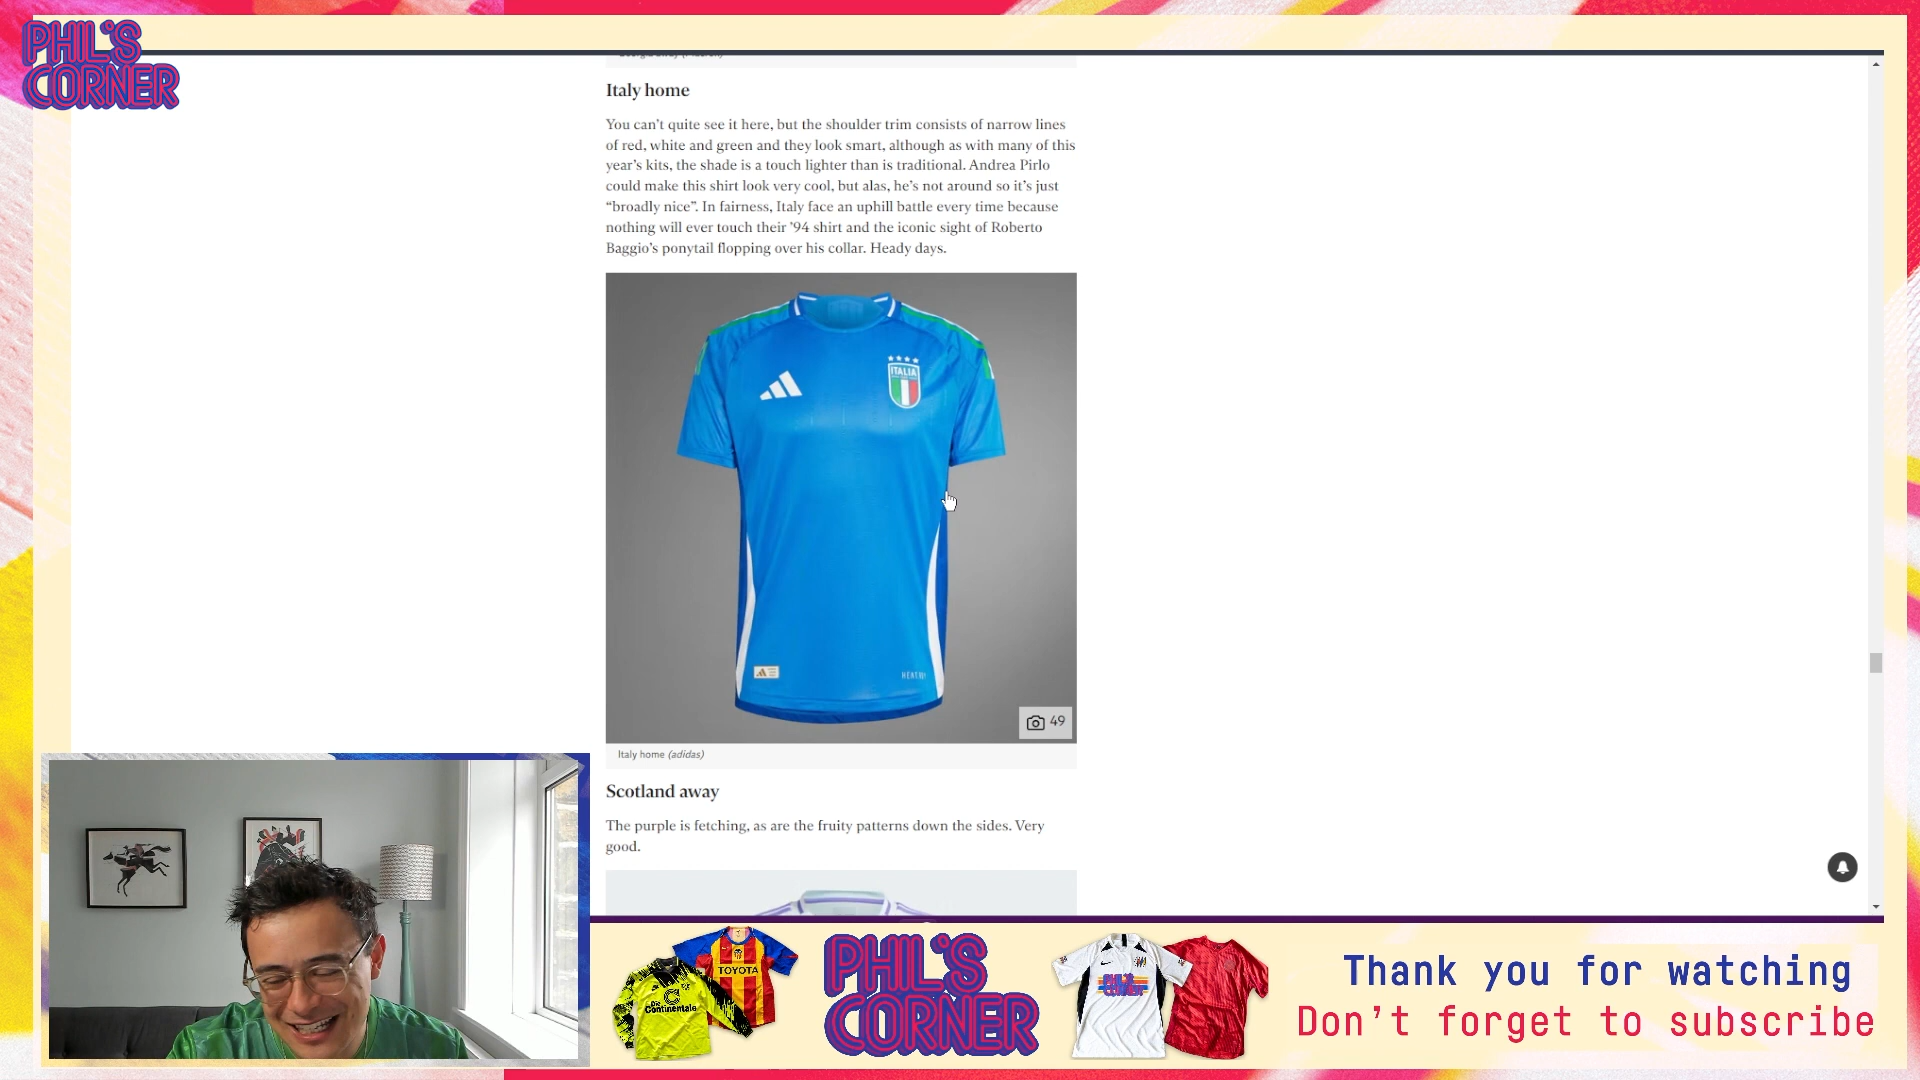 PHIL'S
CORNER
Italy home
You can't quite see it here, but the shoulder trim consists of narrow lines
of red, white and green and they look smart, although as with many of this
year's kits, the shade is a touch lighter than is traditional. Andrea Pirlo
could make this shirt look very cool, but alas, he's not around so it's just
“broadly nice”. In fairness, Italy face an uphill battle every time because
nothing will ever touch their '94 shirt and the iconic sight of Roberto
Baggio's ponytail flopping over his collar. Heady days.
ITALIA
49
Italy home (adidas)
Scotland away
The purple is fetching, as are the fruity patterns down the sides. Very
good.
TOYOTA
Die
Continentale
PHIL'S
CORNER
PHIL'S
CORNER
Thank you for watching
Don't forget to subscribe